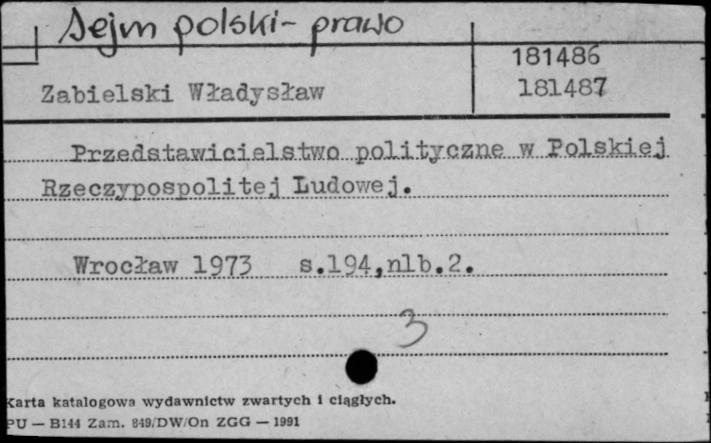 Sejm polski - prawo
181486
Zabielski Władysław 181487
Przedstawicielstwo polityczne w Polskiej
Rzeczypospolitej Ludowej.
Wrocław 1973 s.194,nlb.2.
3
Karta katalogowa wydawnictw zwartych i ciągłych.
PU — B144 Zam. 849/DW/On ZGG — 1991